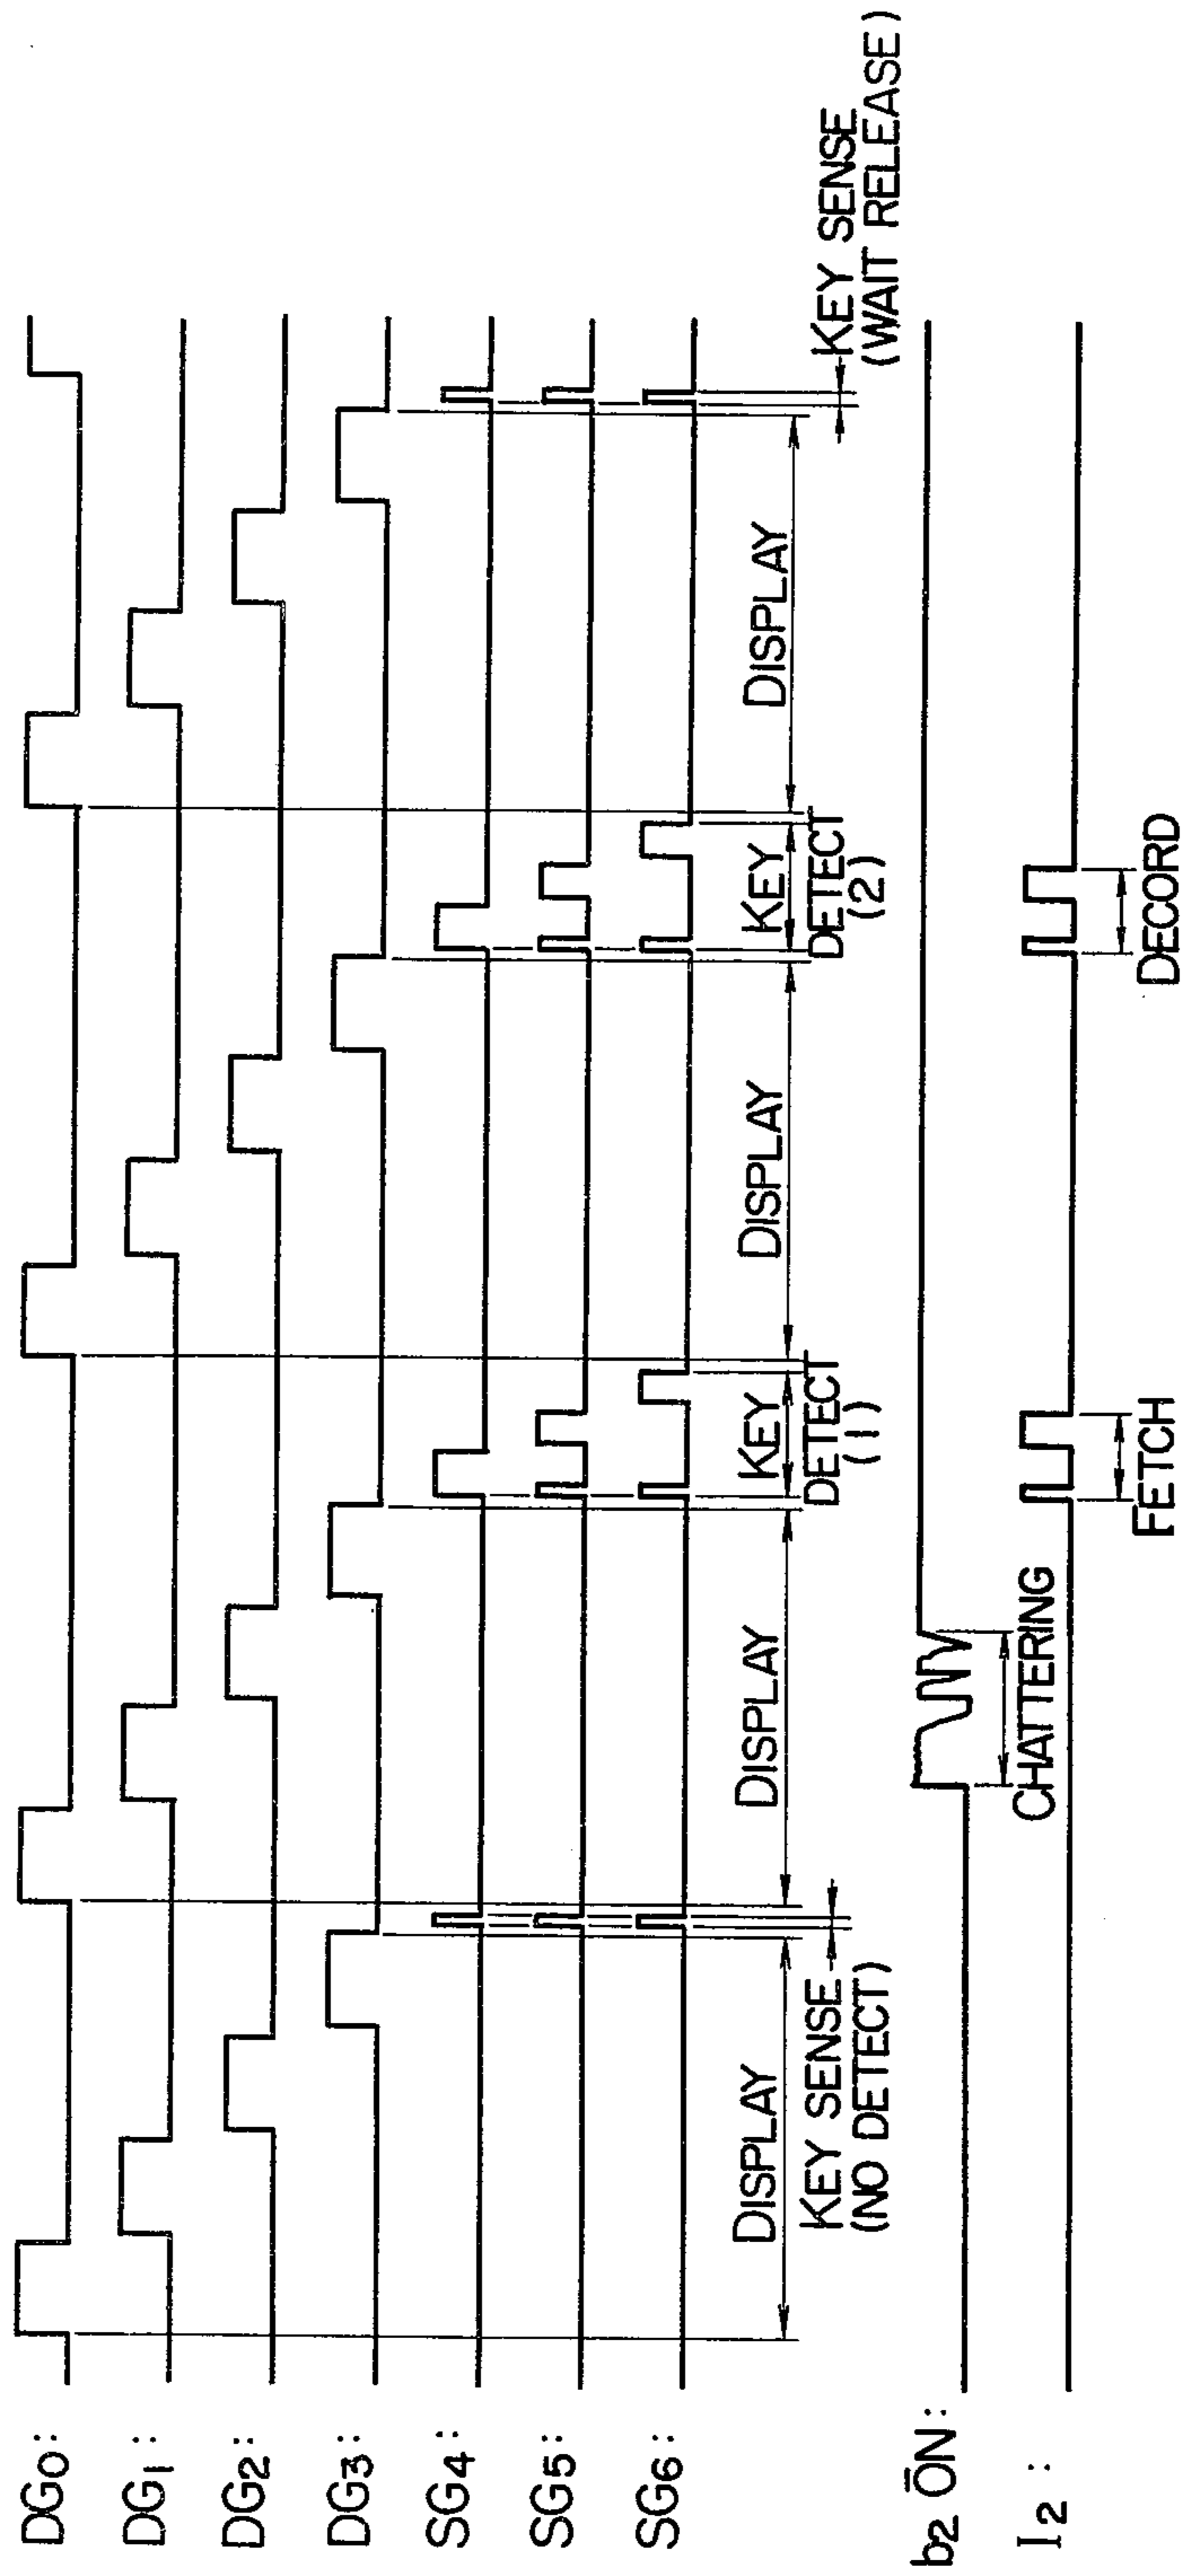 DG0:
DG1:
DG2:
DG3:
SG4:
SG5:
SG6:
DISPLAY
KEY SENSE
(NO DETECT)
DISPLAY
KEY
DETECT
(1)
DISPLAY
KEY
DETECT
(2)
DISPLAY
KEY SENSE
(WAIT RELEASE)
b2 ŌN:
CHATTERING
I2 :
FETCH
DECORD